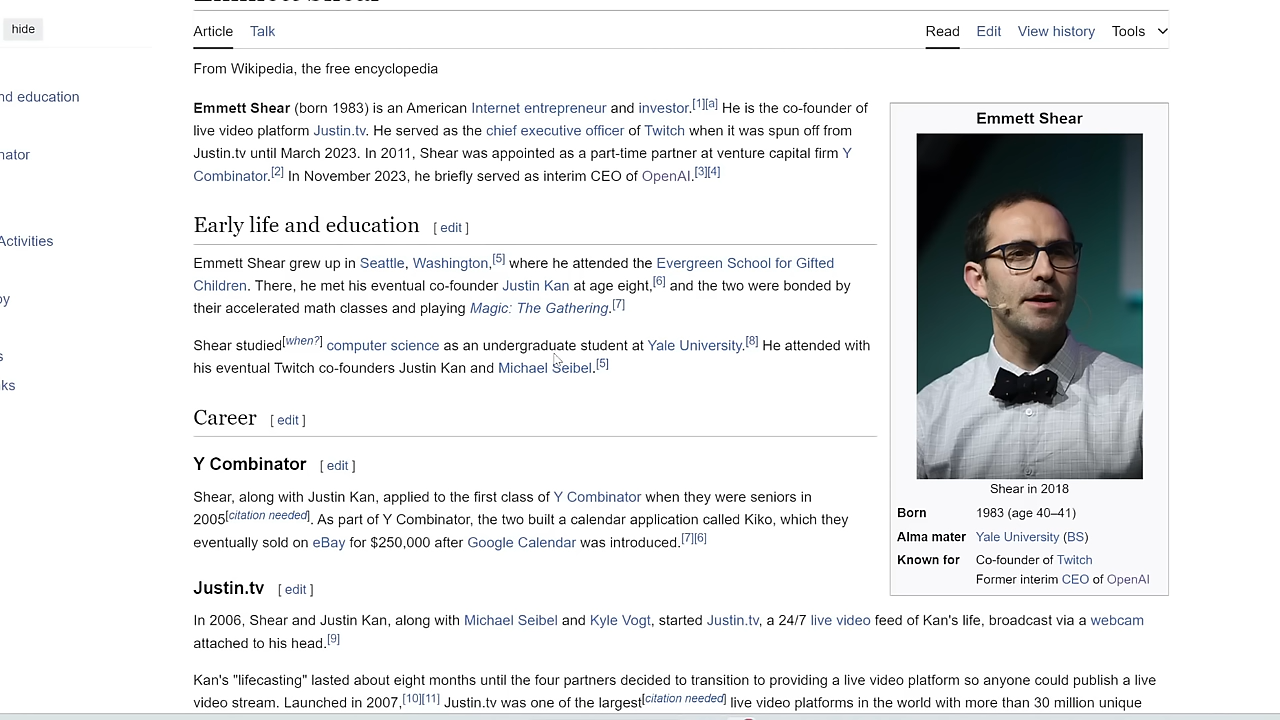 hide
nd education
nator
Activities
by
s
ks
Article Talk
Read Edit View history Tools
From Wikipedia, the free encyclopedia
Emmett Shear (born 1983) is an American Internet entrepreneur and investor.[1][a] He is the co-founder of
live video platform Justin.tv. He served as the chief executive officer of Twitch when it was spun off from
Justin.tv until March 2023. In 2011, Shear was appointed as a part-time partner at venture capital firm Y
Combinator.[2] In November 2023, he briefly served as interim CEO of OpenAI.[3][4]
Early life and education [ edit ]
Emmett Shear grew up in Seattle, Washington,[5] where he attended the Evergreen School for Gifted
Children. There, he met his eventual co-founder Justin Kan at age eight,[6] and the two were bonded by
their accelerated math classes and playing Magic: The Gathering.[7]
Shear studied[when?] computer science as an undergraduate student at Yale University.[8] He attended with
his eventual Twitch co-founders Justin Kan and Michael Seibel.[5]
Career [ edit ]
Y Combinator [ edit ]
Shear, along with Justin Kan, applied to the first class of Y Combinator when they were seniors in
2005[citation needed]. As part of Y Combinator, the two built a calendar application called Kiko, which they
eventually sold on eBay for $250,000 after Google Calendar was introduced.[7][6]
Justin.tv [ edit ]
In 2006, Shear and Justin Kan, along with Michael Seibel and Kyle Vogt, started Justin.tv, a 24/7 live video feed of Kan's life, broadcast via a webcam
attached to his head.[9]
Kan's "lifecasting" lasted about eight months until the four partners decided to transition to providing a live video platform so anyone could publish a live
video stream. Launched in 2007,[10][11] Justin.tv was one of the largest[citation needed] live video platforms in the world with more than 30 million unique
Emmett Shear
Shear in 2018
Born 1983 (age 40–41)
Alma mater Yale University (BS)
Known for Co-founder of Twitch
Former interim CEO of OpenAI